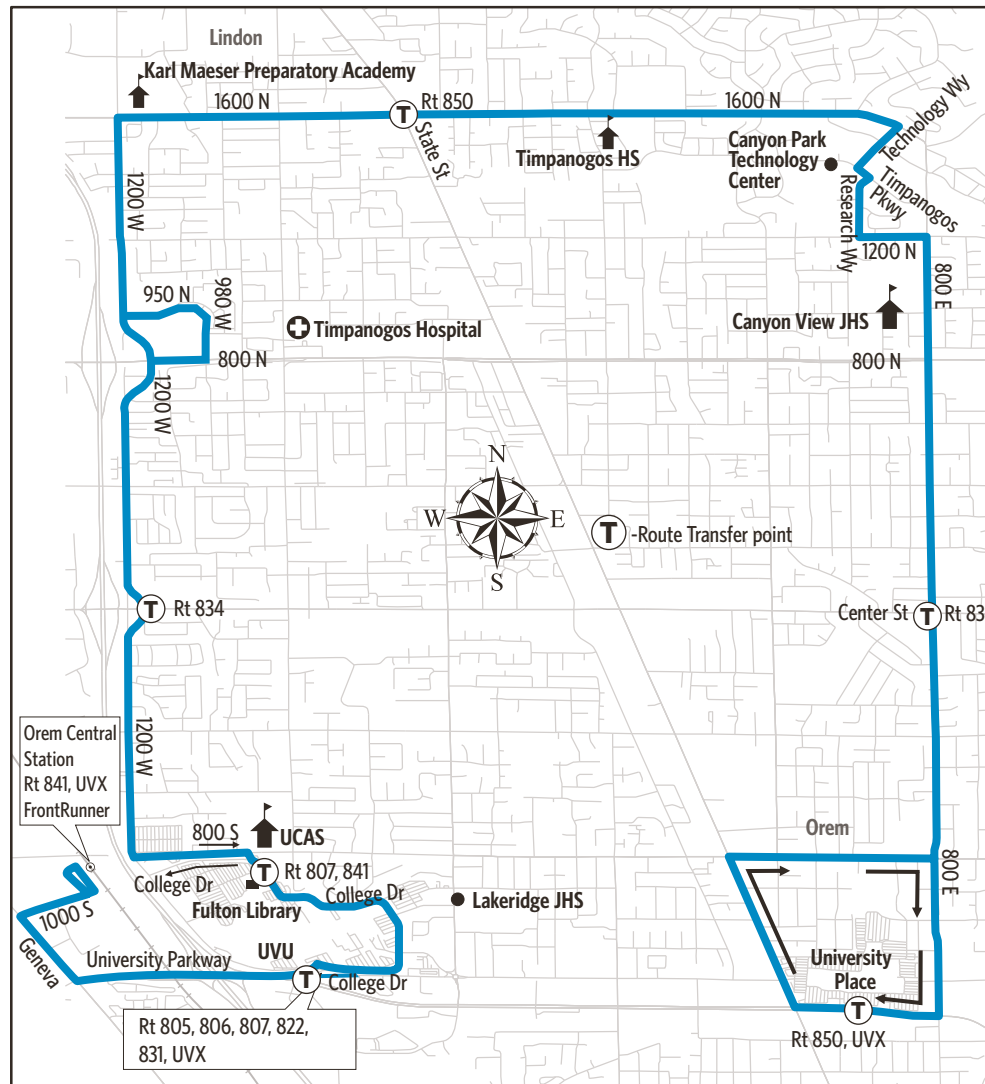 Lindon
Karl Maeser Preparatory Academy
1600 N
T
Rt 850
1600 N
State St
Timpanogos HS
Canyon Park
Technology
Center
Technology Wy
Timpanogos
Pkwy
Research Wy
1200 W
1200 N
800 E
950 N
980 W
Timpanogos Hospital
Canyon View JHS
800 N
800 N
1200 W
N
W
E
S
T
-Route Transfer point
T
Rt 834
Center St
T
Rt 83
1200 W
Orem Central
Station
Rt 841, UVX
FrontRunner
800 S
UCAS
Orem
T
Rt 807, 841
College Dr
College Dr
800 E
Fulton Library
Lakeridge JHS
1000 S
Geneva
University Parkway
UVU
T
College Dr
University
Place
T
Rt 850, UVX
Rt 805, 806, 807, 822,
831, UVX